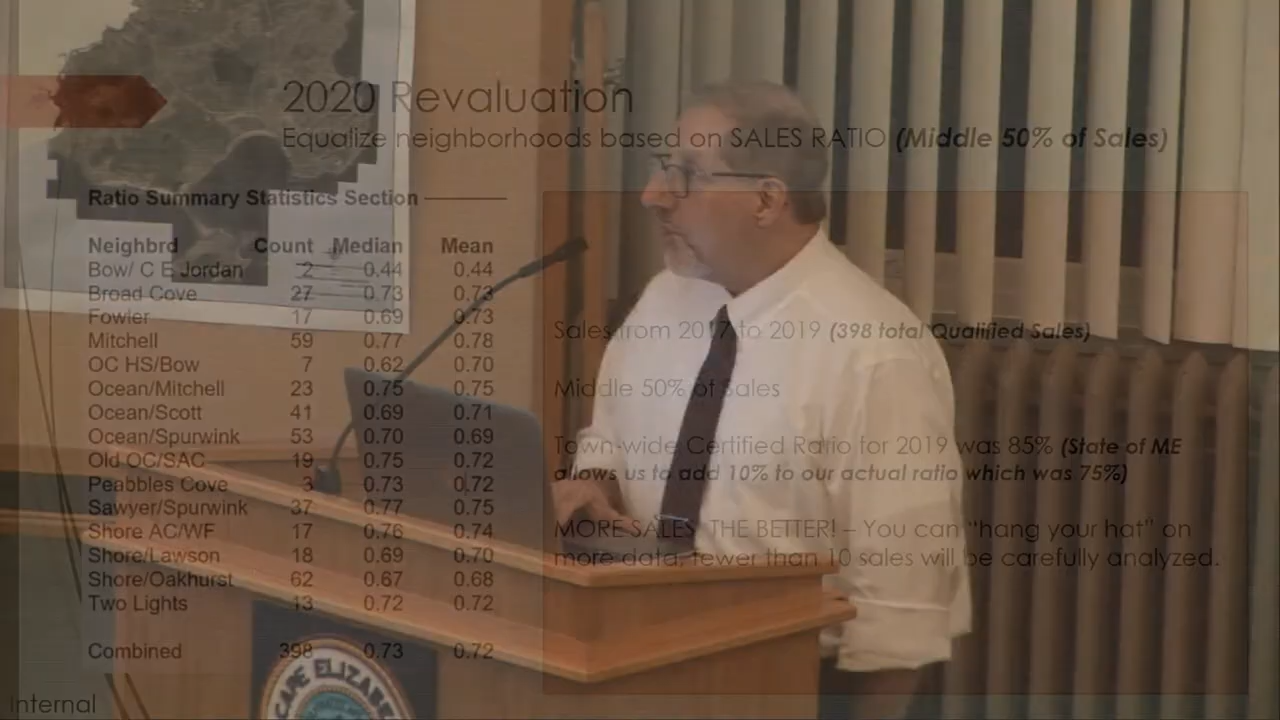 2020 Revaluation
Equalize neighborhoods based on SALES RATIO (Middle 50% of Sales)
Ratio Summary Statistics Section
Neighbrd Count Median Mean
Bow/ C E Jordan 2 0.44 0.44
Broad Cove 27 0.73 0.73
Fowler 17 0.69 0.73
Mitchell 59 0.77 0.78
OC HS/Bow 7 0.62 0.70
Ocean/Mitchell 23 0.75 0.75
Ocean/Scott 41 0.69 0.71
Ocean/Spurwink 53 0.70 0.69
Old OC/SAC 19 0.75 0.72
Peabbles Cove 3 0.73 0.72
Sawyer/Spurwink 37 0.77 0.75
Shore AC/WF 17 0.76 0.74
Shore/Lawson 18 0.69 0.70
Shore/Oakhurst 62 0.67 0.68
Two Lights 13 0.72 0.72
Combined 398 0.73 0.72
Sales from 2017 to 2019 (398 total Qualified Sales)
Middle 50% of Sales
Town-wide Certified Ratio for 2019 was 85% (State of ME
allows us to add 10% to our actual ratio which was 75%)
MORE SALES THE BETTER! – You can “hang your hat” on
more data, fewer than 10 sales will be carefully analyzed.
CAPE ELIZABE
Internal